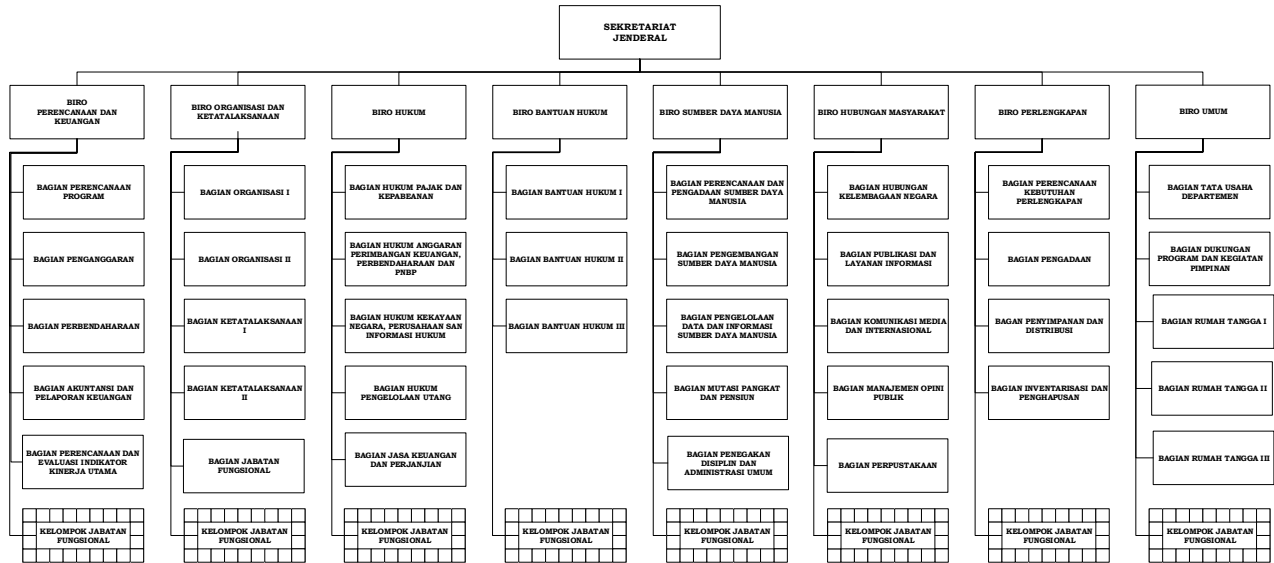 SEKRETARIAT
JENDERAL
BIRO
PERENCANAAN DAN
KEUANGAN
BIRO ORGANISASI DAN
KETATALAKSANAAN
BIRO HUKUM
BIRO BANTUAN HUKUM
BIRO SUMBER DAYA MANUSIA
BIRO HUBUNGAN MASYARAKAT
BIRO PERLENGKAPAN
BIRO UMUM
BAGIAN PERENCANAAN
PROGRAM
BAGIAN ORGANISASI I
BAGIAN HUKUM PAJAK DAN
KEPABEANAN
BAGIAN BANTUAN HUKUM I
BAGIAN PERENCANAAN DAN
PENGADAAN SUMBER DAYA
MANUSIA
BAGIAN HUBUNGAN
KELEMBAGAAN NEGARA
BAGIAN PERENCANAAN
KEBUTUHAN
PERLENGKAPAN
BAGIAN TATA USAHA
DEPARTEMEN
BAGIAN PENGANGGARAN
BAGIAN ORGANISASI II
BAGIAN HUKUM ANGGARAN
PERIMBANGAN KEUANGAN,
PERBENDAHARAAN DAN
PNBP
BAGIAN BANTUAN HUKUM II
BAGIAN PENGEMBANGAN
SUMBER DAYA MANUSIA
BAGIAN PUBLIKASI DAN
LAYANAN INFORMASI
BAGIAN PENGADAAN
BAGIAN DUKUNGAN
PROGRAM DAN KEGIATAN
PIMPINAN
BAGIAN PERBENDAHARAAN
BAGIAN KETATALAKSANAAN
I
BAGIAN HUKUM KEKAYAAN
NEGARA, PERUSAHAAN SAN
INFORMASI HUKUM
BAGIAN BANTUAN HUKUM III
BAGIAN PENGELOLAAN
DATA DAN INFORMASI
SUMBER DAYA MANUSIA
BAGIAN KOMUNIKASI MEDIA
DAN INTERNASIONAL
BAGIAN PENYIMPANAN DAN
DISTRIBUSI
BAGIAN RUMAH TANGGA I
BAGIAN AKUNTANSI DAN
PELAPORAN KEUANGAN
BAGIAN KETATALAKSANAAN
II
BAGIAN HUKUM
PENGELOLAAN UTANG
BAGIAN MUTASI PANGKAT
DAN PENSIUN
BAGIAN MANAJEMEN OPINI
PUBLIK
BAGIAN INVENTARISASI DAN
PENGHAPUSAN
BAGIAN RUMAH TANGGA II
BAGIAN PERENCANAAN DAN
EVALUASI INDIKATOR
KINERJA UTAMA
BAGIAN JABATAN
FUNGSIONAL
BAGIAN JASA KEUANGAN
DAN PERJANJIAN
BAGIAN PENEGAKAN
DISIPLIN DAN
ADMINISTRASI UMUM
BAGIAN PERPUSTAKAAN
BAGIAN RUMAH TANGGA III
KELOMPOK JABATAN
FUNGSIONAL
KELOMPOK JABATAN
FUNGSIONAL
KELOMPOK JABATAN
FUNGSIONAL
KELOMPOK JABATAN
FUNGSIONAL
KELOMPOK JABATAN
FUNGSIONAL
KELOMPOK JABATAN
FUNGSIONAL
KELOMPOK JABATAN
FUNGSIONAL
KELOMPOK JABATAN
FUNGSIONAL